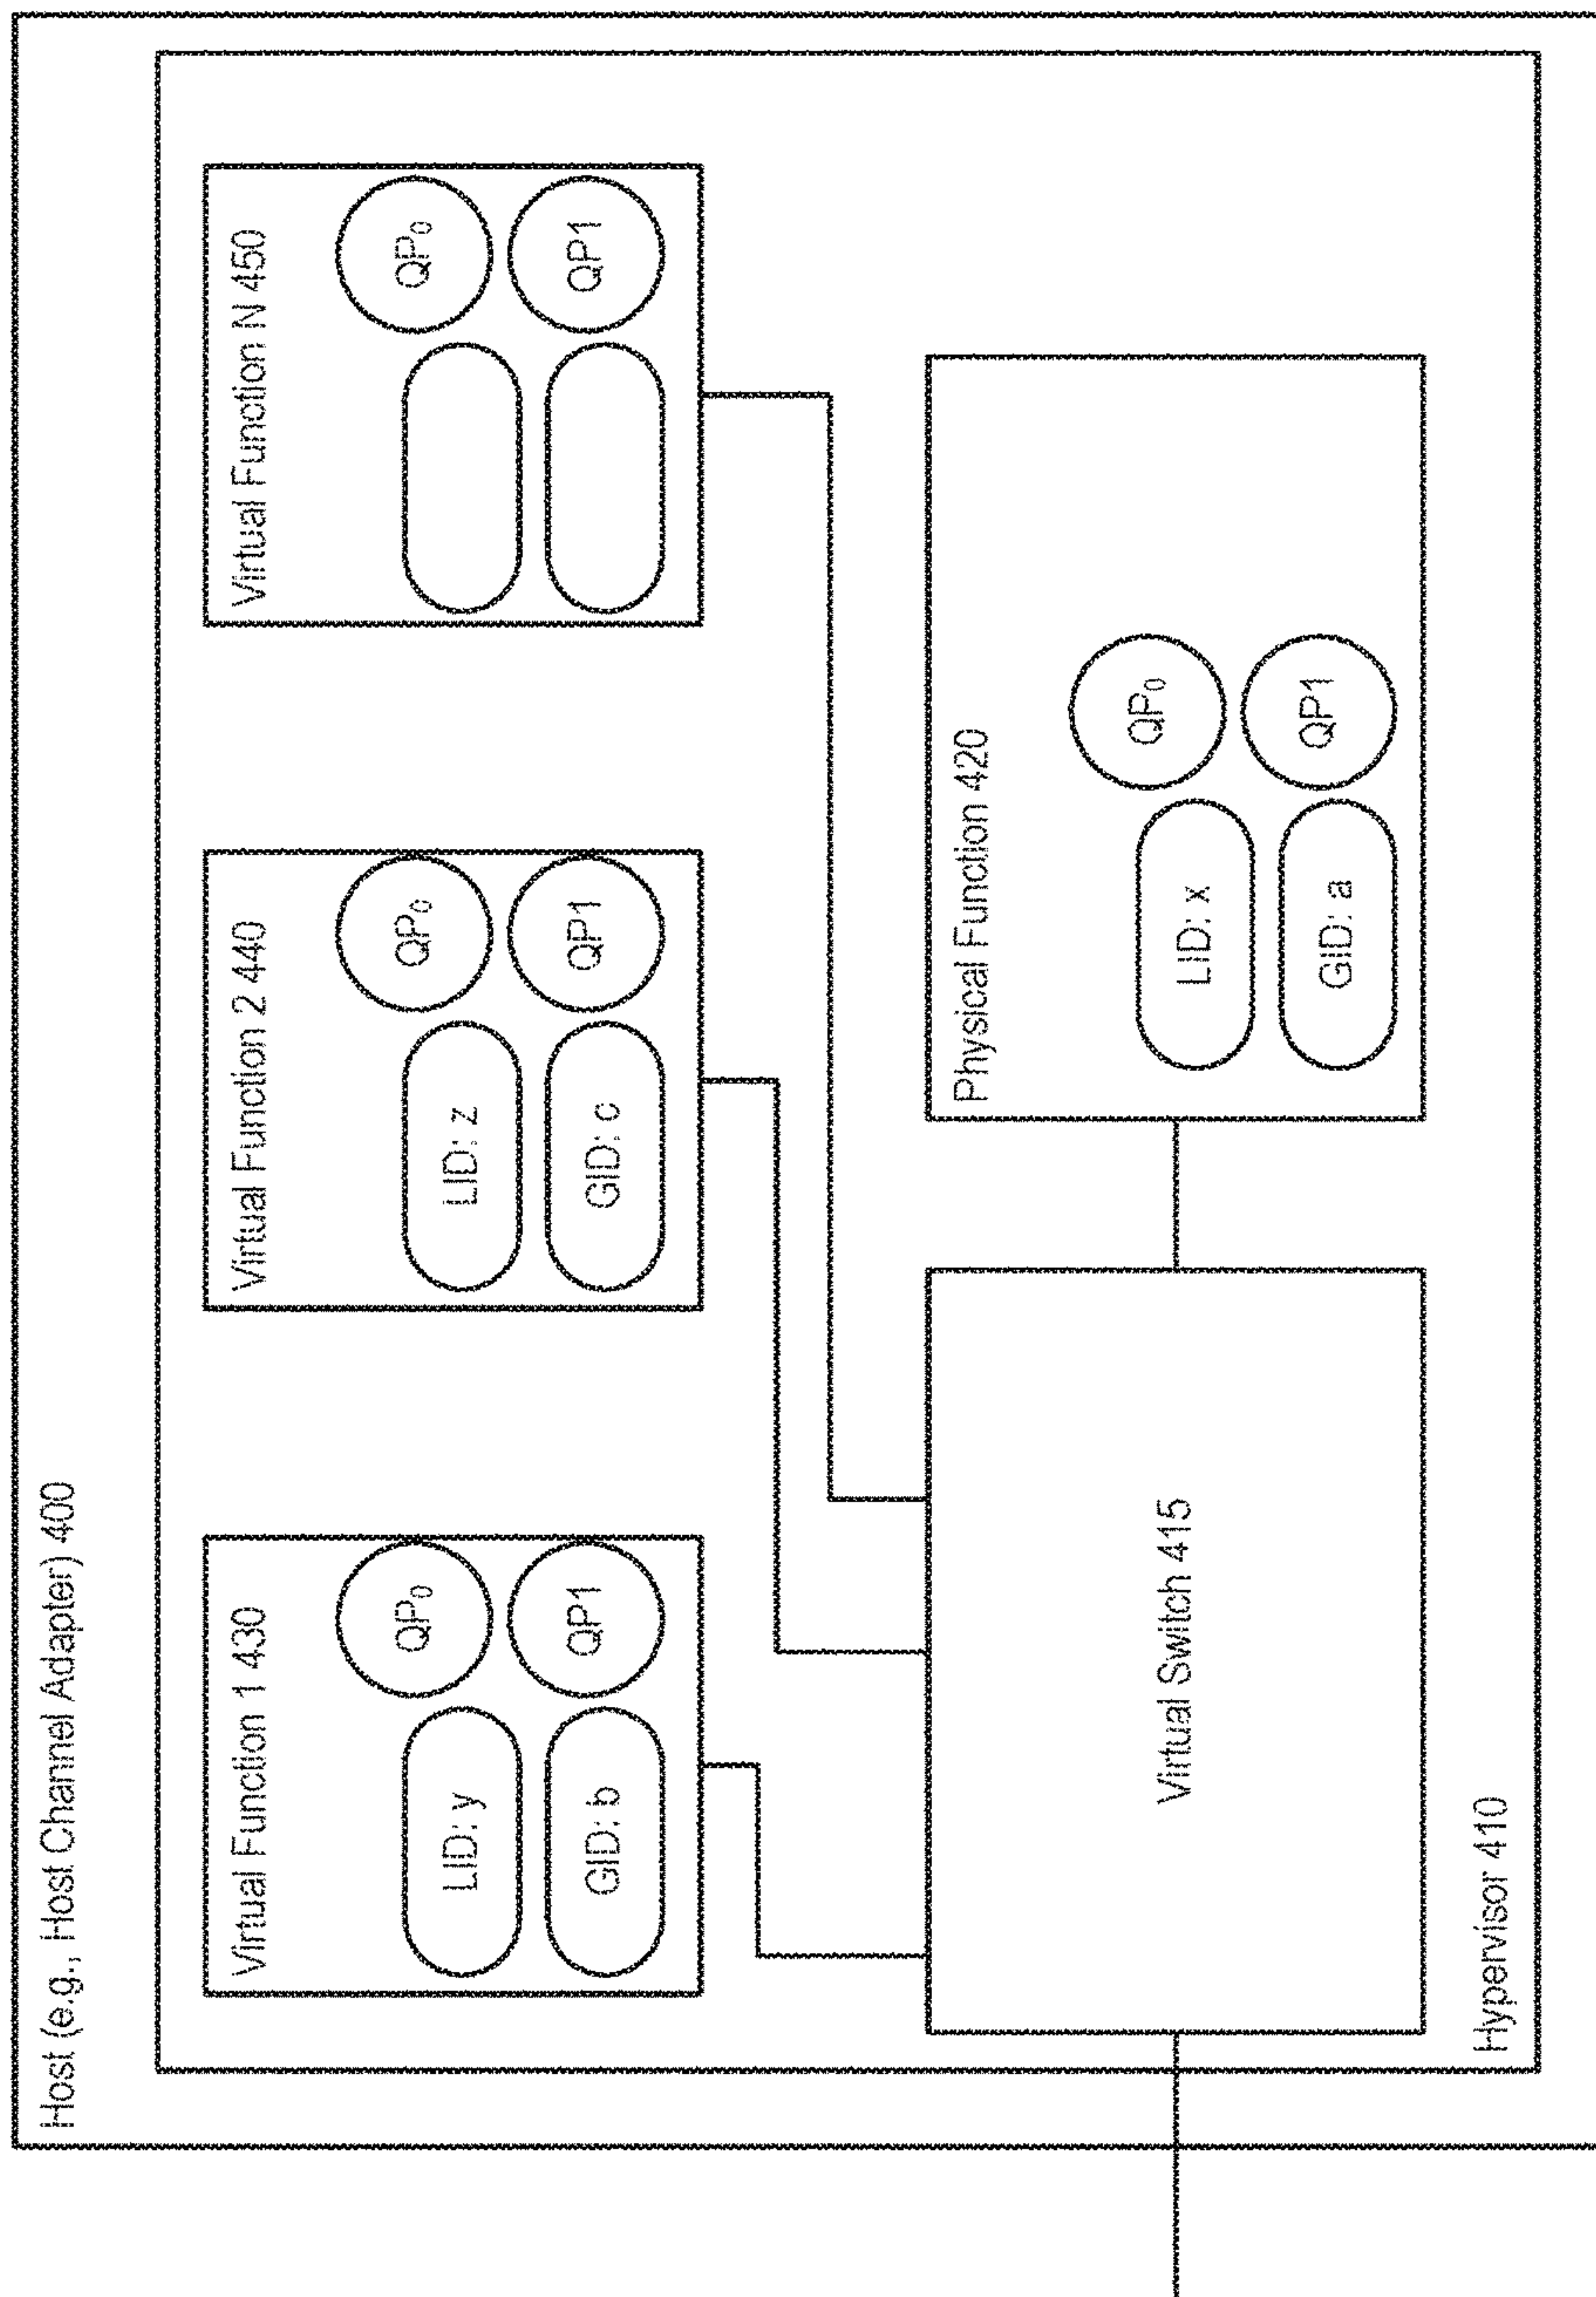 Host (e.g., Host Channel Adapter) 400
Virtual Function 1 430
QP₀
LID: y
QP1
GID: b
Virtual Function 2 440
QP₀
LID: z
QP1
GID: c
Virtual Function N 450
QP₀
QP1
Virtual Switch 415
Physical Function 420
QP₀
LID: x
QP1
GID: a
Hypervisor 410